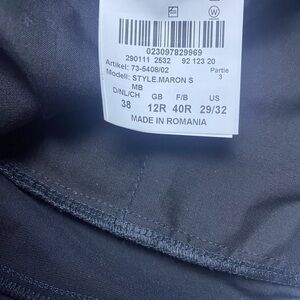 W
023097829969
290111 2532 92 123 20
Artikel: 73-5408/02 Partie
Modell: STYLE.MARON S 3
MB
D/NL/CH GB F/B US
38 12R 40R 29/32
MADE IN ROMANIA